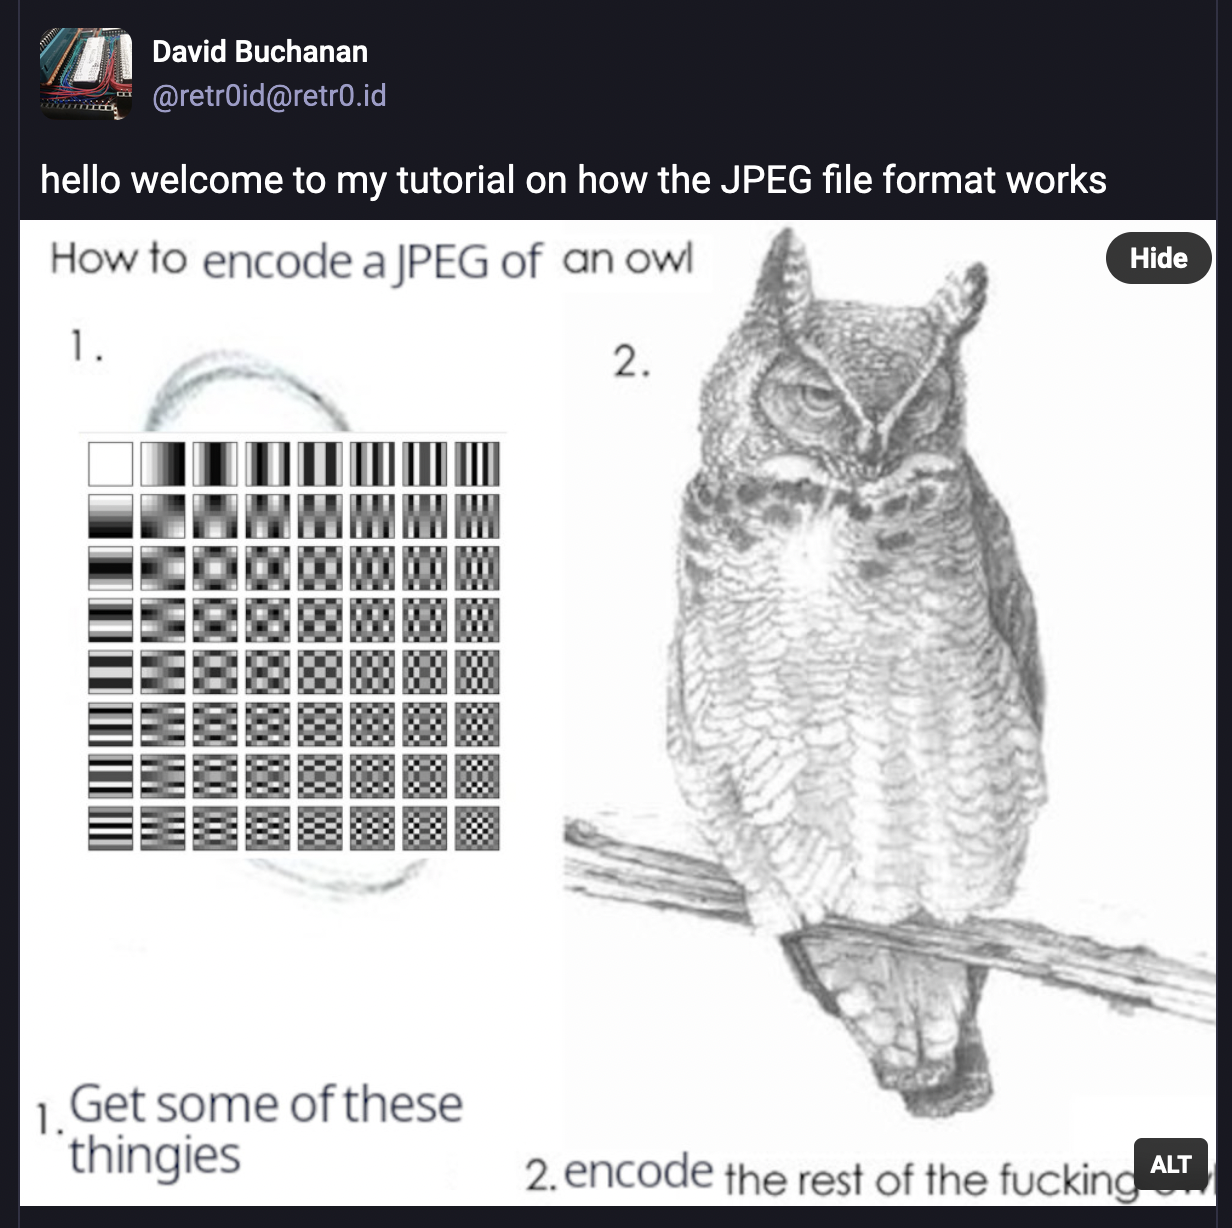 David Buchanan
@retr0id@retr0.id
hello welcome to my tutorial on how the JPEG file format works
How to encode a JPEG of an owl
Hide
1.
2.
1. Get some of these
thingies
2. encode the rest of the fucking
ALT